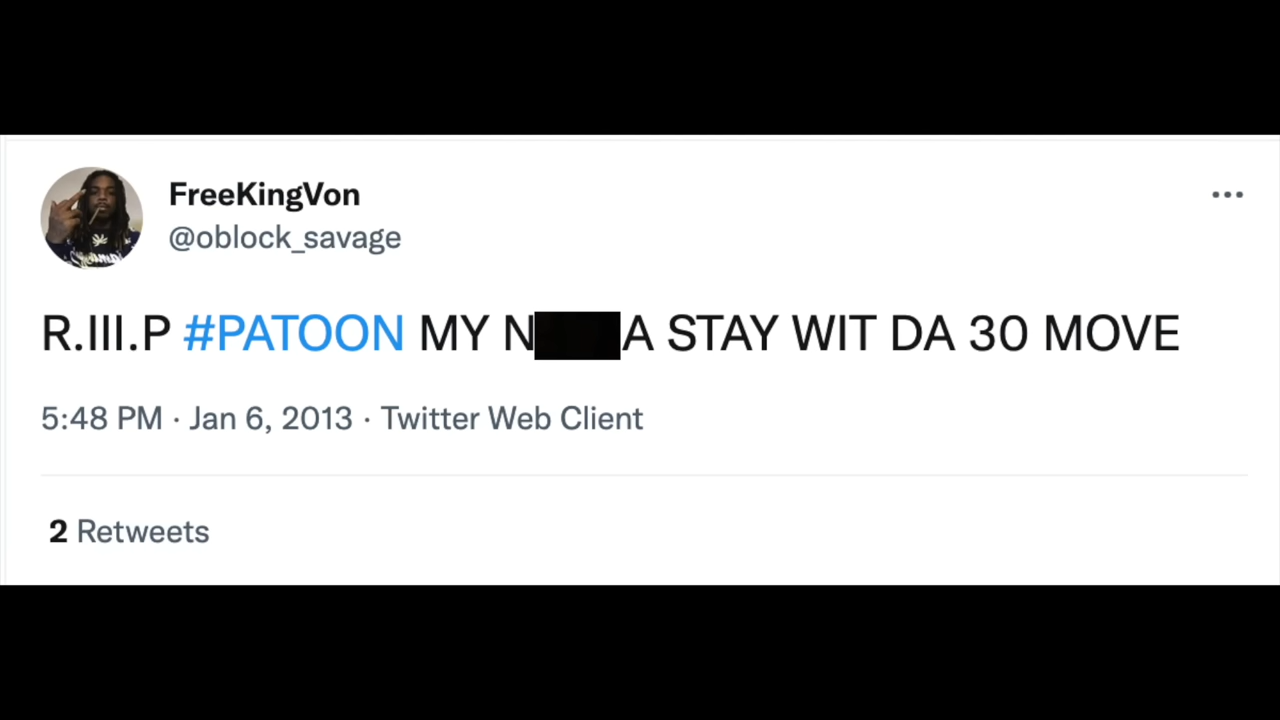 FreeKingVon
@oblock_savage
R.III.P #PATOON MY N A STAY WIT DA 30 MOVE
5:48 PM · Jan 6, 2013 · Twitter Web Client
2 Retweets